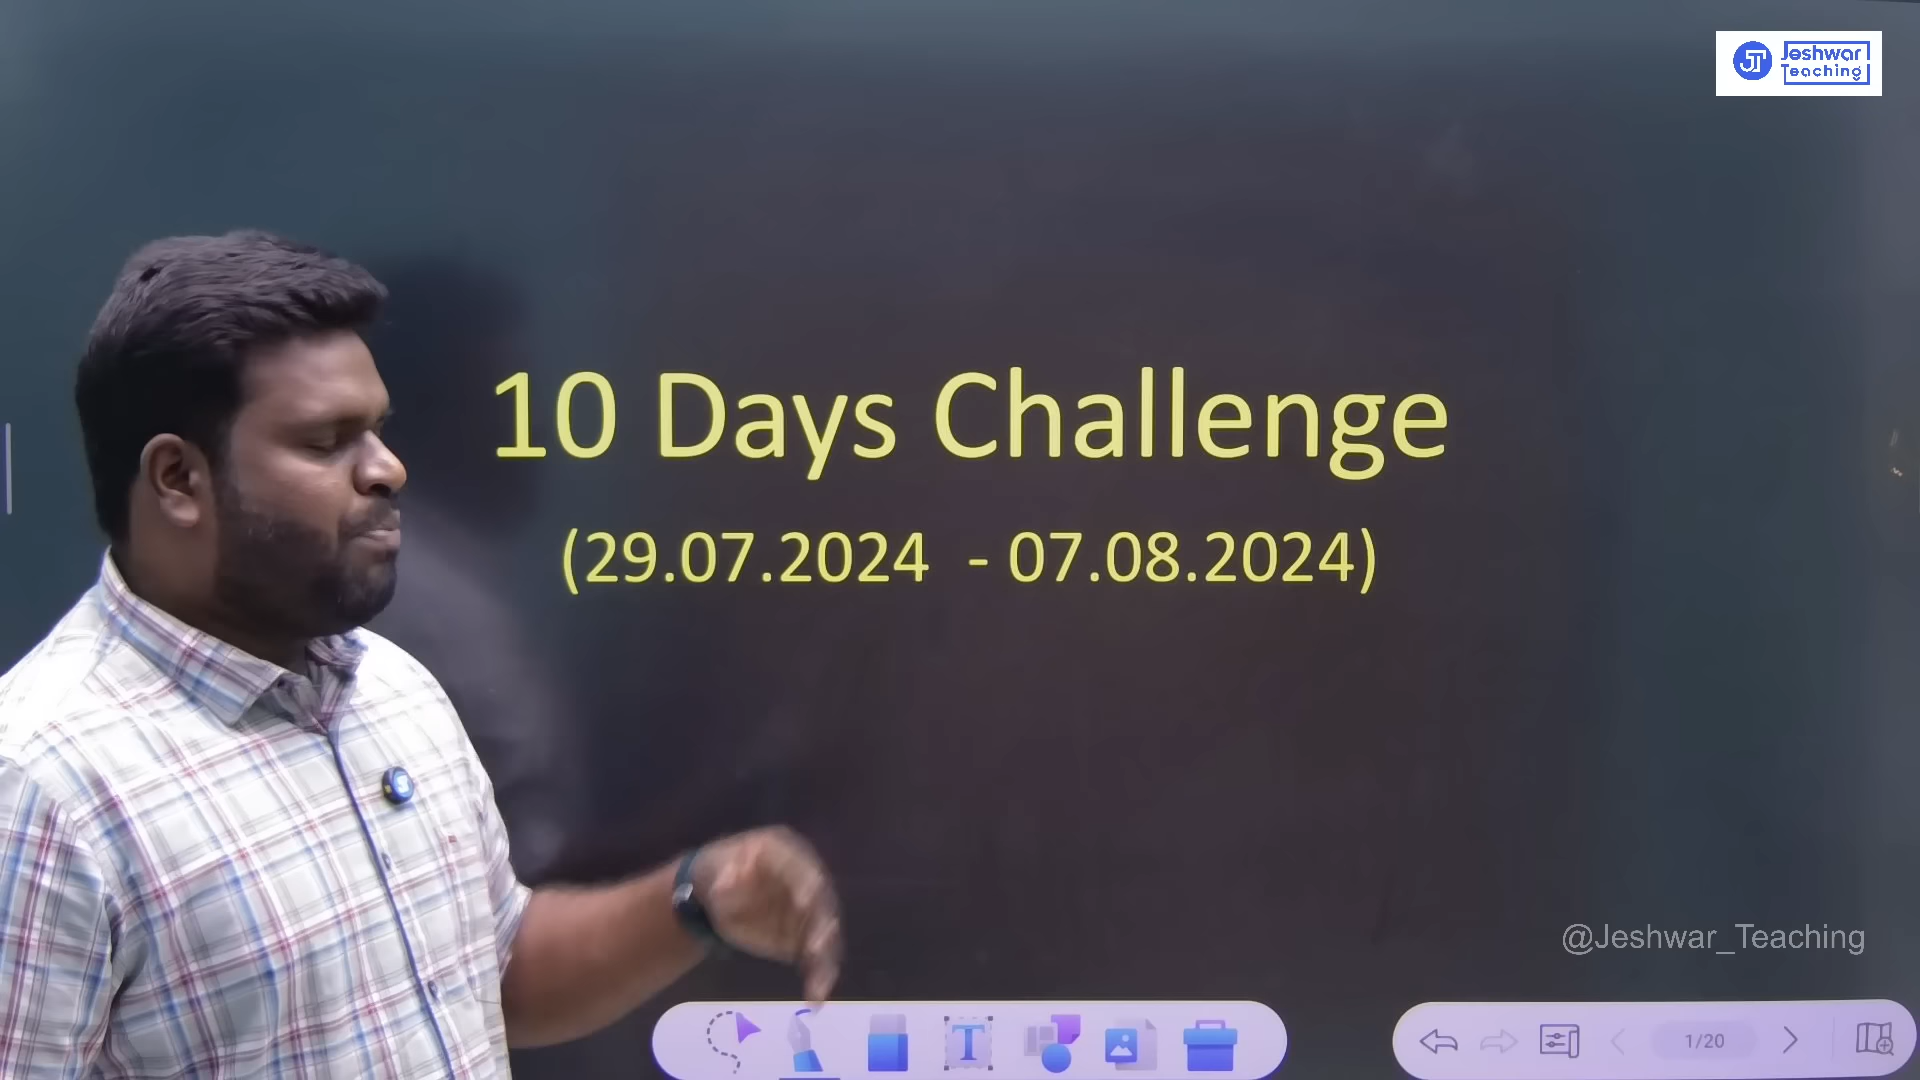 Jeshwar
Teaching
10 Days Challenge
(29.07.2024 - 07.08.2024)
@Jeshwar_Teaching
T
1/20